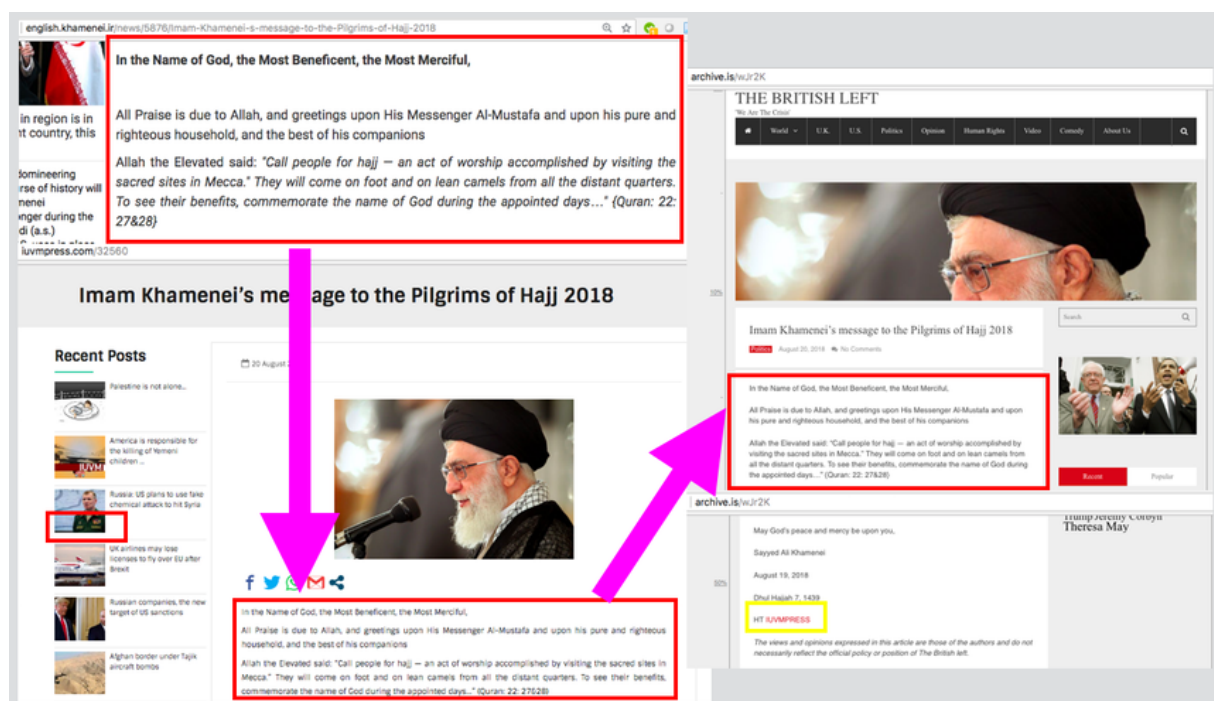 english.khamenei.ir/news/5876/Imam-Khamenei-s-message-to-the-Pilgrims-of-Hajj-2018
In the Name of God, the Most Beneficent, the Most Merciful,
All Praise is due to Allah, and greetings upon His Messenger Al-Mustafa and upon his pure and
righteous household, and the best of his companions
Allah the Elevated said: "Call people for hajj — an act of worship accomplished by visiting the
sacred sites in Mecca." They will come on foot and on lean camels from all the distant quarters.
To see their benefits, commemorate the name of God during the appointed days…" {Quran: 22:
27&28}
in region is in
nt country, this
domineering
rse of history will
menei
onger during the
di (a.s.)
iuvmpress.com/32560
Imam Khamenei's message to the Pilgrims of Hajj 2018
Recent Posts
Palestine is not alone...
America is responsible for
the killing of Yemeni
children ...
IUVM
Russia: US plans to use fake
chemical attack to hit Syria
UK airlines may lose
licenses to fly over EU after
Brexit
Russian companies, the new
target of US sanctions
Afghan border under Tajik
aircraft bombs
20 August
In the Name of God, the Most Beneficent, the Most Merciful,
All Praise is due to Allah, and greetings upon His Messenger Al-Mustafa and upon his pure and righteous
household, and the best of his companions
Allah the Elevated said: "Call people for hajj — an act of worship accomplished by visiting the sacred sites in
Mecca." They will come on foot and on lean camels from all the distant quarters. To see their benefits,
commemorate the name of God during the appointed days..." (Quran: 22: 27&28)
archive.is/wJr2K
THE BRITISH LEFT
'We Are The Crisis'
World U.K. U.S. Politics Opinion Human Rights Video Comedy About Us
Imam Khamenei's message to the Pilgrims of Hajj 2018
Politics August 20, 2018 No Comments
Search
In the Name of God, the Most Beneficent, the Most Merciful,
All Praise is due to Allah, and greetings upon His Messenger Al-Mustafa and upon
his pure and righteous household, and the best of his companions
Allah the Elevated said: "Call people for hajj — an act of worship accomplished by
visiting the sacred sites in Mecca." They will come on foot and on lean camels from
all the distant quarters. To see their benefits, commemorate the name of God during
the appointed days…" (Quran: 22: 27&28)
Recent Popular
archive.is/wJr2K
May God's peace and mercy be upon you,
Sayyed Ali Khamenei
August 19, 2018
Dhul Hajjah 7, 1439
HT IUVMPRESS
The views and opinions expressed in this article are those of the authors and do not
necessarily reflect the official policy or position of The British left.
Trump Jeremy Corbyn
Theresa May